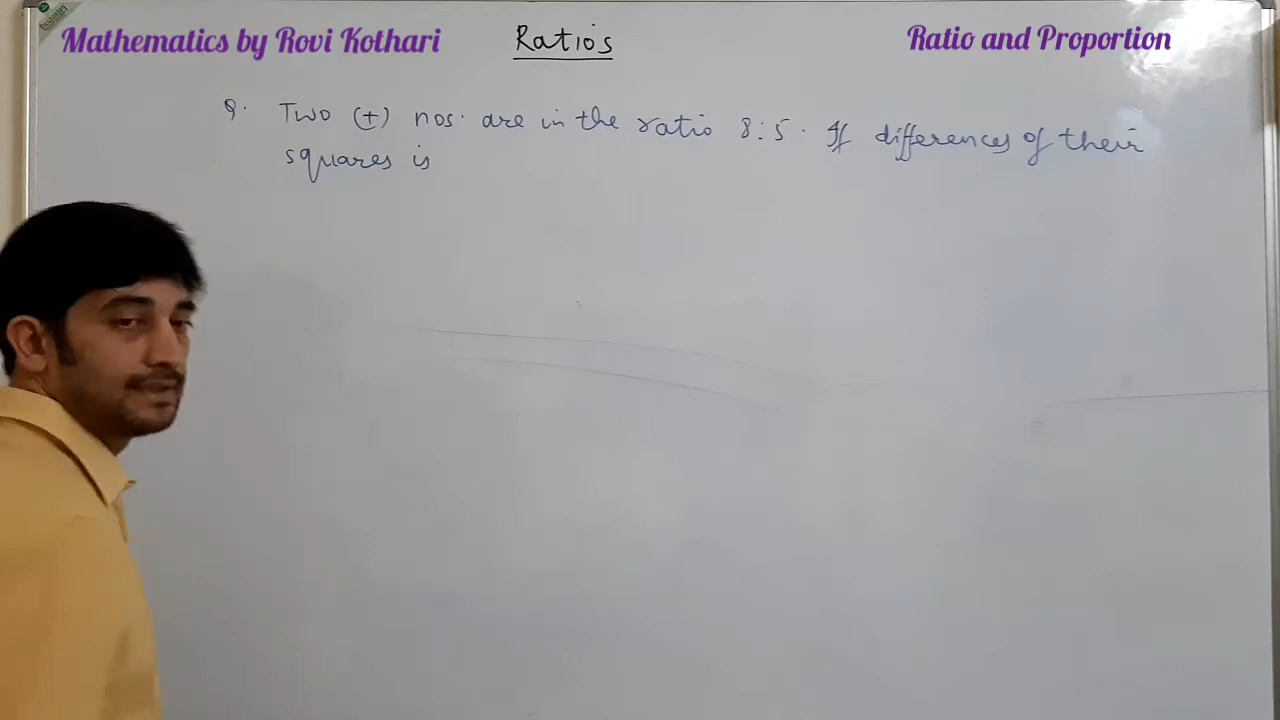 Mathematics by Rovi Kothari
Ratios
Ratio and Proportion
Q. Two (+) nos. are in the ratio 8:5. If differences of their
squares is